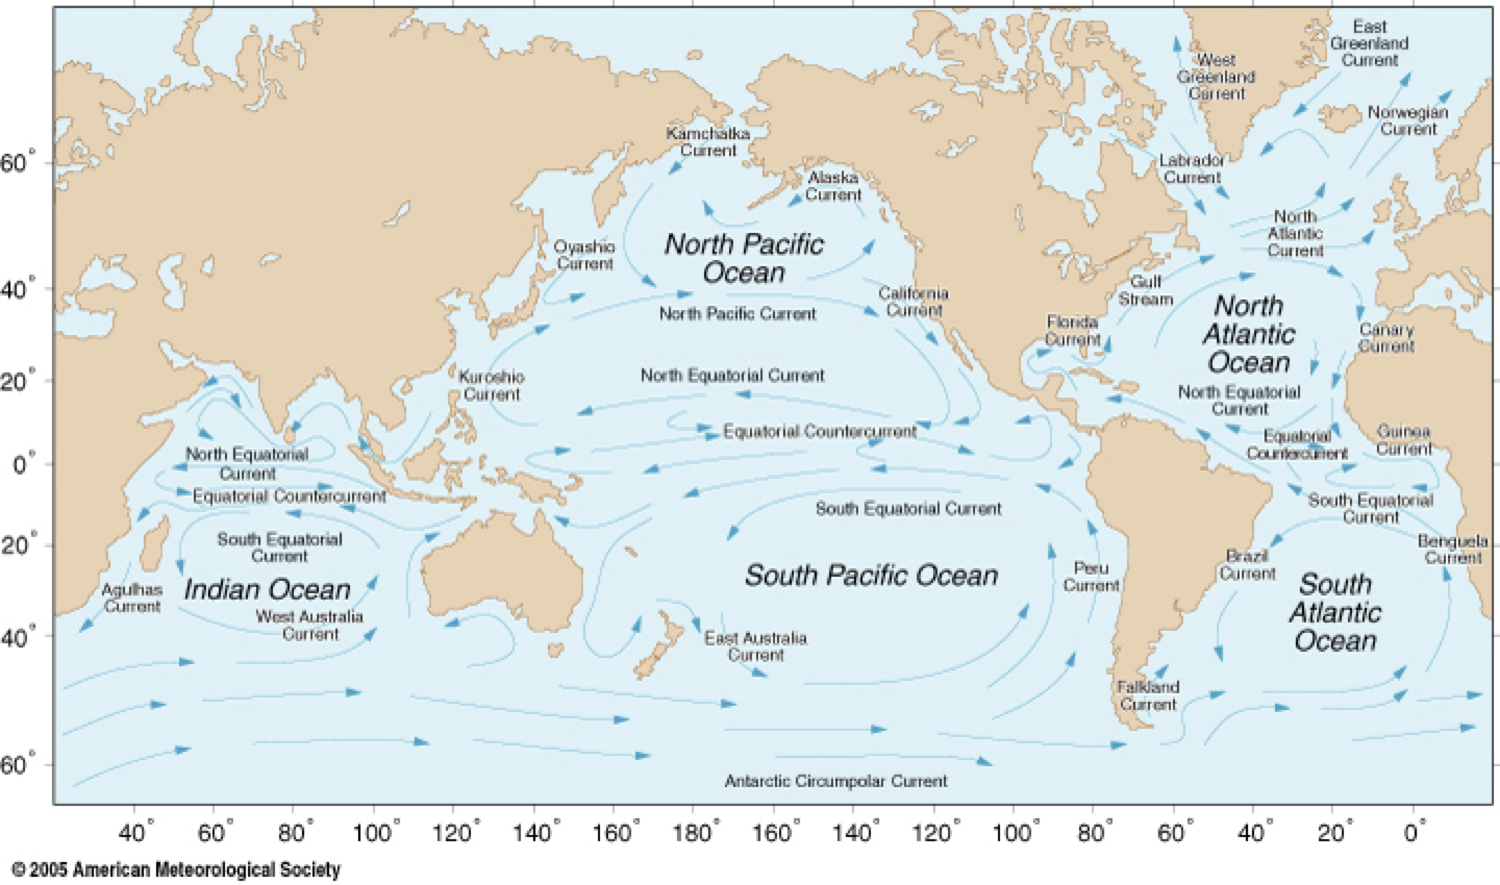 East
Greenland
Current
West
Greenland
Current
Norwegian
Current
Kamchatka
Current
60°
Labrador
Current
Alaska
Current
North
Atlantic
Current
North Pacific
Ocean
Oyashio
Current
40°
Gulf
Stream
California
Current
North
Atlantic
Ocean
North Pacific Current
Florida
Current
Canary
Current
20°
Kuroshio
Current
North Equatorial Current
North Equatorial
Current
Equatorial Countercurrent
Equatorial
Countercurrent
Guinea
Current
0°
North Equatorial
Current
Equatorial Countercurrent
South Equatorial Current
South Equatorial
Current
20°
South Equatorial
Current
Benguela
Current
Brazil
Current
Peru
Current
South Pacific Ocean
South
Atlantic
Ocean
Indian Ocean
Agulhas
Current
West Australia
Current
40°
East Australia
Current
Falkland
Current
60°
Antarctic Circumpolar Current
40° 60° 80° 100° 120° 140° 160° 180° 160° 140° 120° 100° 80° 60° 40° 20° 0°
© 2005 American Meteorological Society